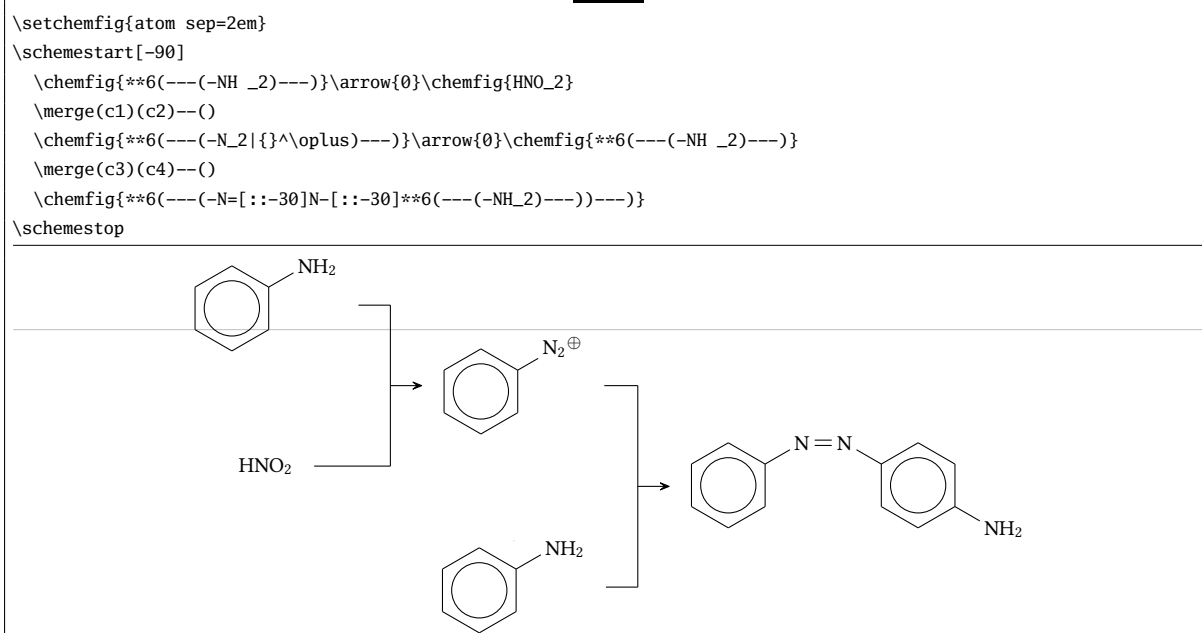 \setchemfig{atom sep=2em}
\schemestart[-90]
\chemfig{**6(---(-NH _2)---)}\arrow{0}\chemfig{HNO_2}
\merge(c1)(c2)--()
\chemfig{**6(---(-N_2|{}^\oplus)---)}\arrow{0}\chemfig{**6(---(-NH _2)---)}
\merge(c3)(c4)--()
\chemfig{**6(---(-N=[::-30]N-[::-30]**6(---(-NH_2)---))---)}
\schemestop
NH₂
N₂⊕
N=N
HNO₂
NH₂
NH₂